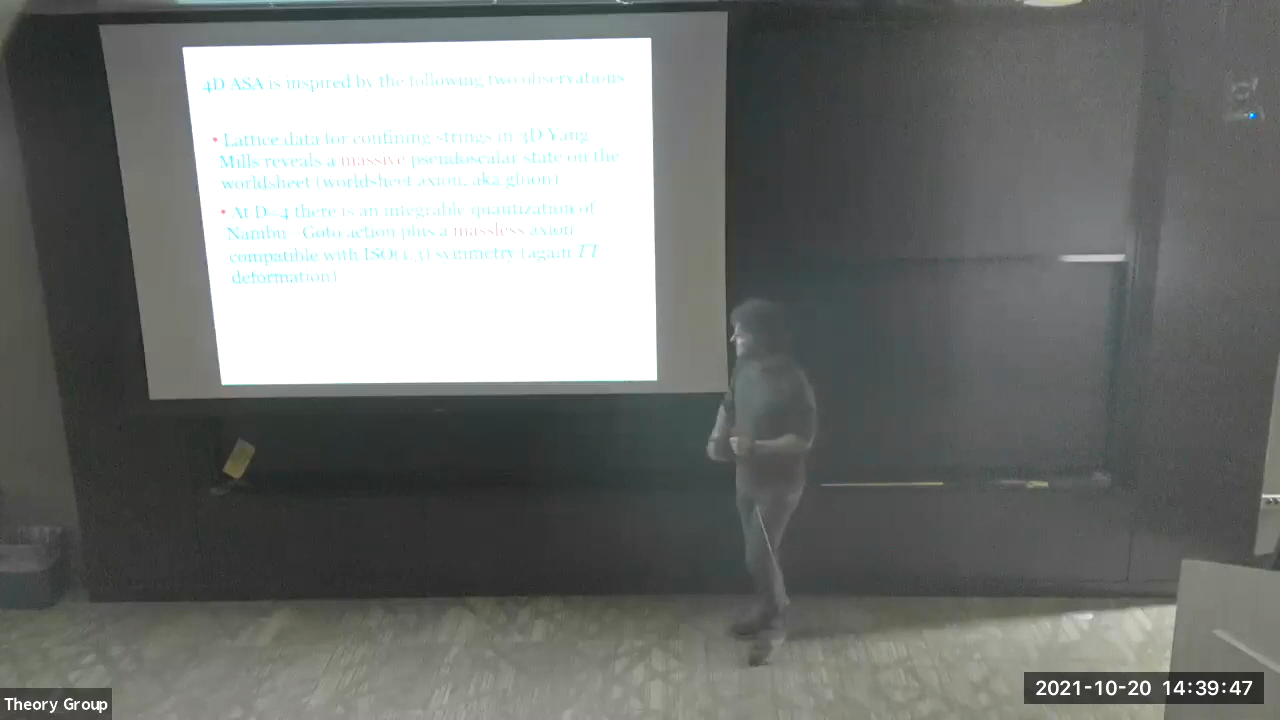 4D ASA is inspired by the following two observations
• Lattice data for confining strings in 4D Yang
Mills reveals a massive pseudoscalar state on the
worldsheet (worldsheet axion, aka gluon)
• At D=4 there is an integrable quantization of
Nambu - Goto action plus a massless axion
compatible with ISO(1,3) symmetry (again TT
deformation)
Theory Group
2021-10-20 14:39:47